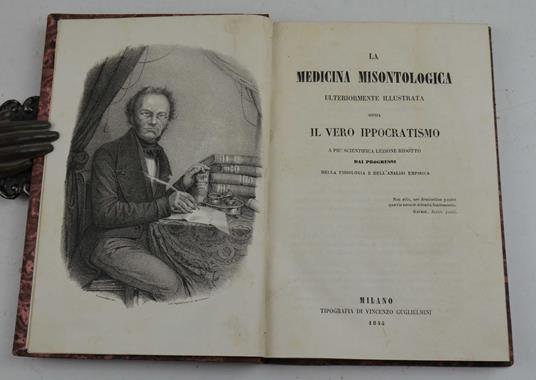 LA
MEDICINA MISONTOLOGICA
ULTERIORMENTE ILLUSTRATA
OSSIA
IL VERO IPPOCRATISMO
A PIU' SCIENTIFICA LEZIONE RIDOTTO
DAI PROGRESSI
DELLA FISIOLOGIA E DELL'ANALISI EMPIRICA
MILANO
TIPOGRAFIA DI VINCENZO GUGLIELMINI
1845